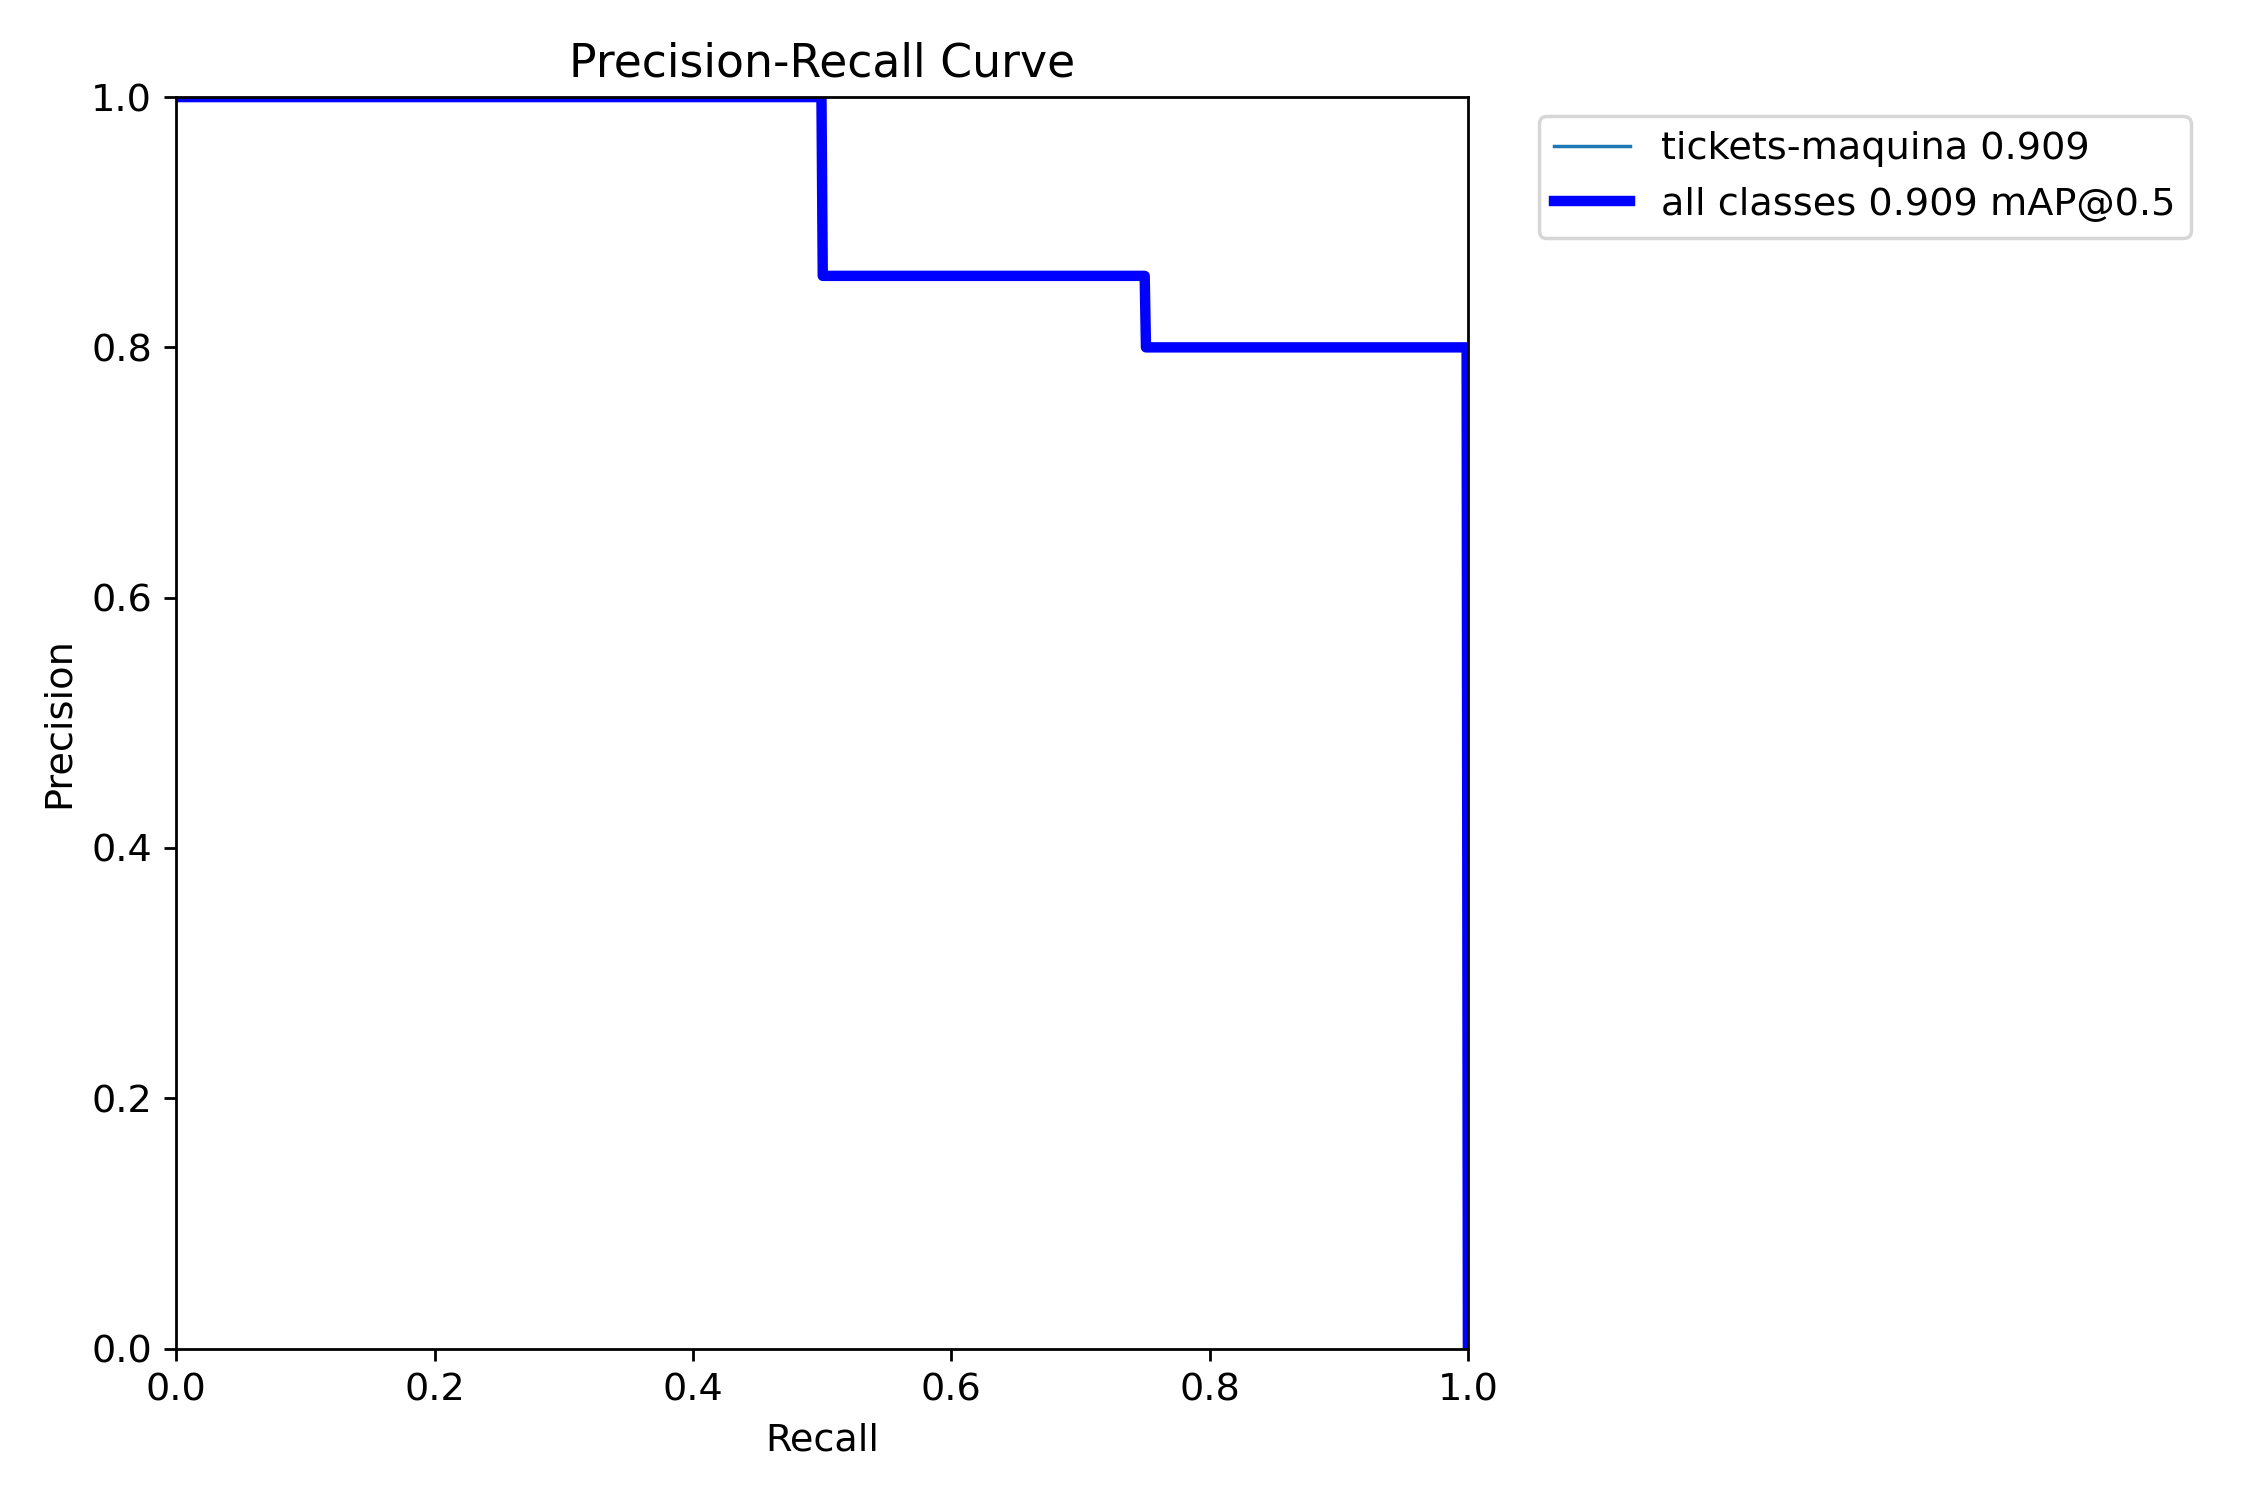 Precision-Recall Curve
tickets-maquina 0.909
all classes 0.909 mAP@0.5
Precision
1.0
0.8
0.6
0.4
0.2
0.0
0.0 0.2 0.4 0.6 0.8 1.0
Recall